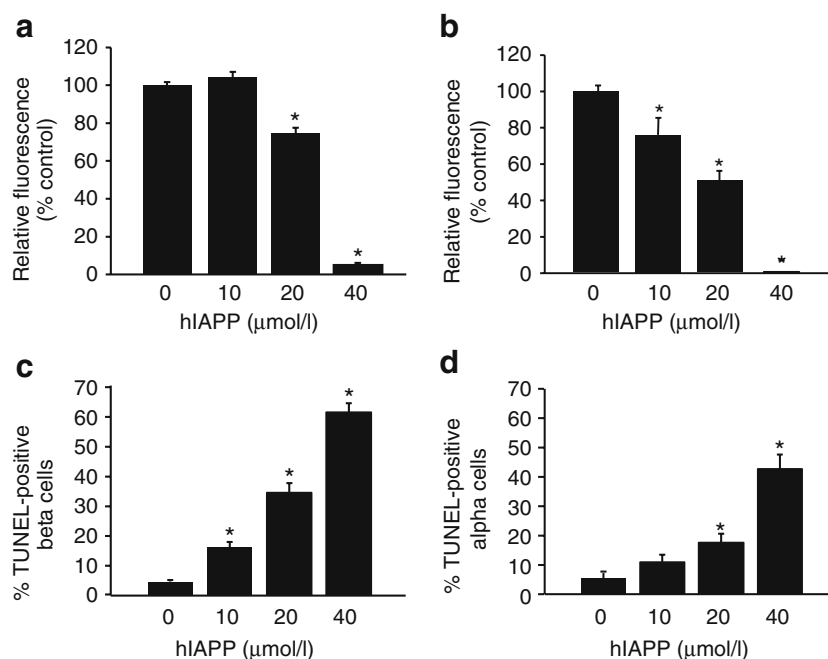 a
Relative fluorescence
(% control)
120
100
80
60
40
20
0
*
*
0 10 20 40
hIAPP (μmol/l)
b
Relative fluorescence
(% control)
120
100
80
60
40
20
0
*
*
*
0 10 20 40
hIAPP (μmol/l)
c
% TUNEL-positive
beta cells
70
60
50
40
30
20
10
0
*
*
*
0 10 20 40
hIAPP (μmol/l)
d
% TUNEL-positive
alpha cells
70
60
50
40
30
20
10
0
*
*
0 10 20 40
hIAPP (μmol/l)